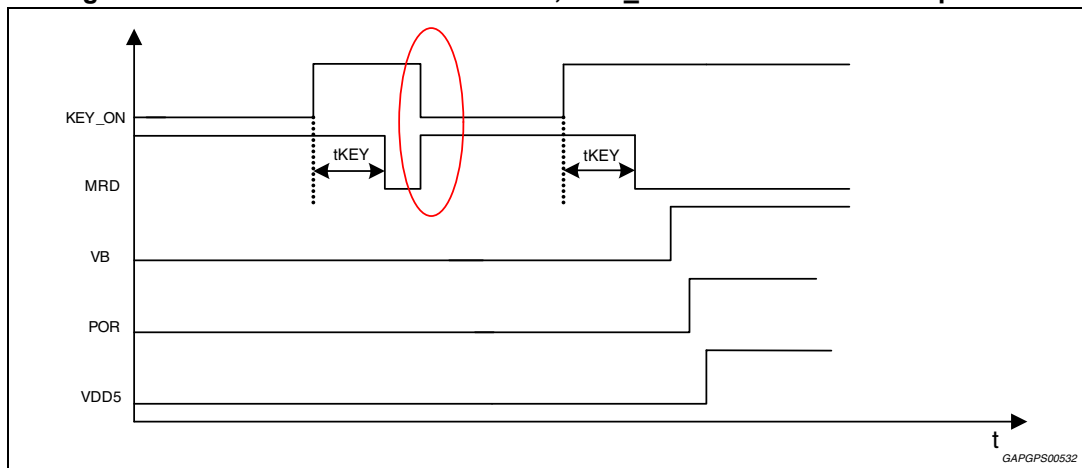 KEY_ON
tKEY
tKEY
MRD
VB
POR
VDD5
t
GAPGPS00532